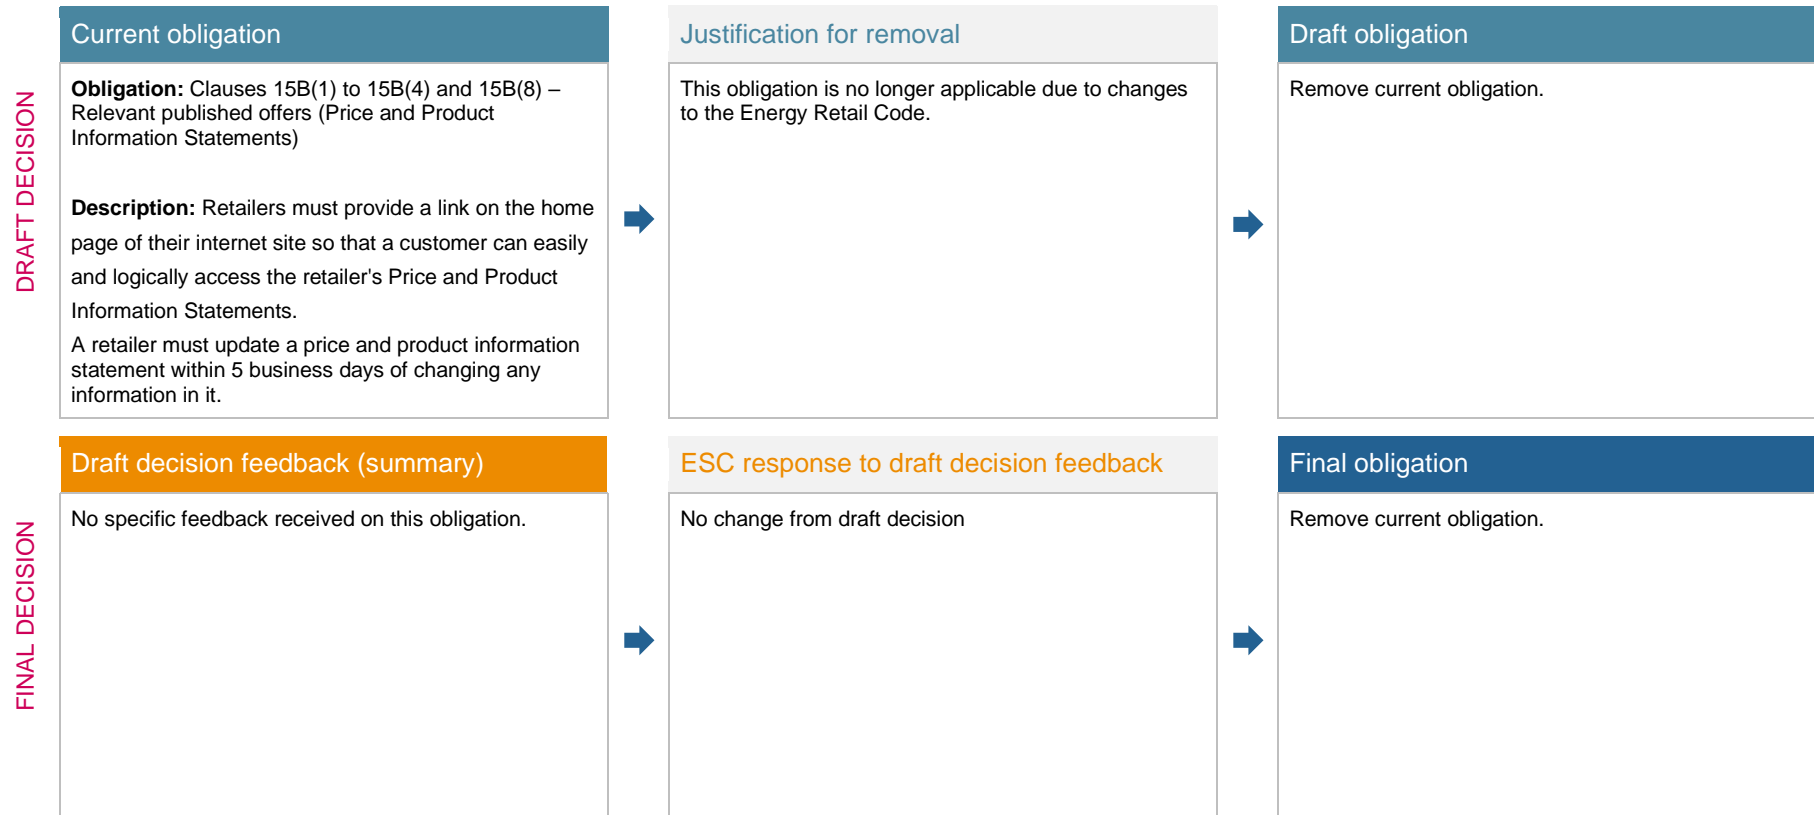 DRAFT DECISION
Current obligation
Obligation: Clauses 15B(1) to 15B(4) and 15B(8) –
Relevant published offers (Price and Product
Information Statements)
Description: Retailers must provide a link on the home
page of their internet site so that a customer can easily
and logically access the retailer's Price and Product
Information Statements.
A retailer must update a price and product information
statement within 5 business days of changing any
information in it.
Justification for removal
This obligation is no longer applicable due to changes
to the Energy Retail Code.
Draft obligation
Remove current obligation.
FINAL DECISION
Draft decision feedback (summary)
No specific feedback received on this obligation.
ESC response to draft decision feedback
No change from draft decision
Final obligation
Remove current obligation.